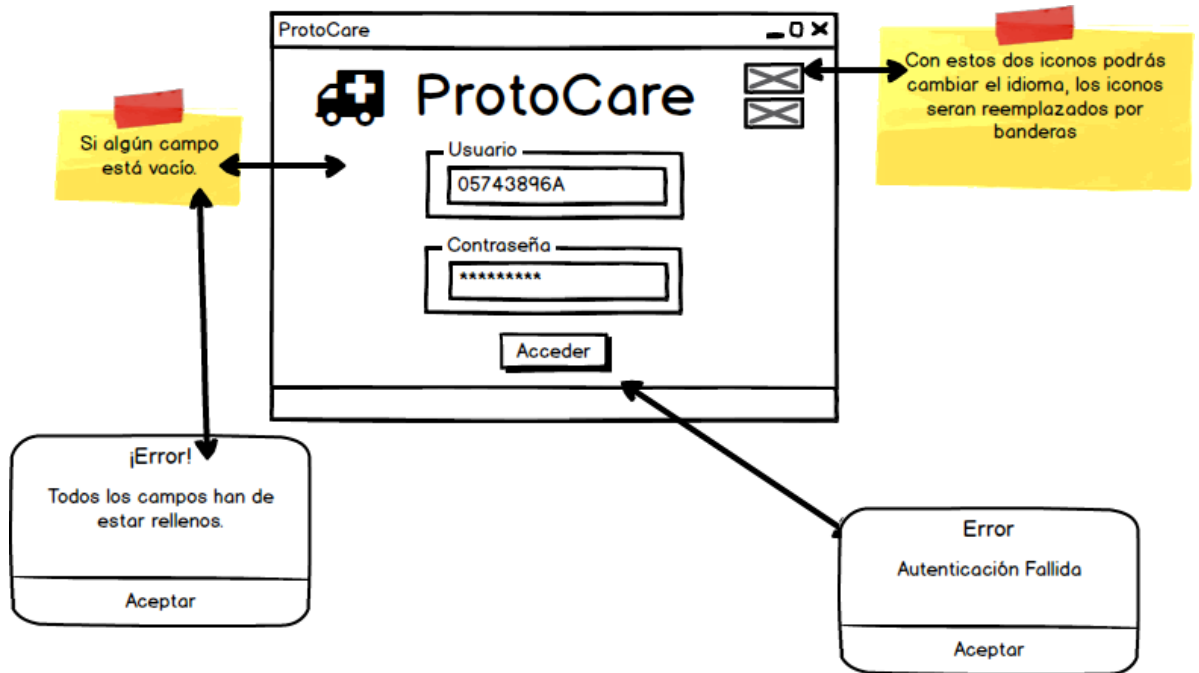 ProtoCare
ProtoCare
Usuario
05743896A
Contraseña
*********
Acceder
Si algún campo
está vacío.
Con estos dos iconos podrás
cambiar el idioma, los iconos
seran reemplazados por
banderas
¡Error!
Todos los campos han de
estar rellenos.
Aceptar
Error
Autenticación Fallida
Aceptar